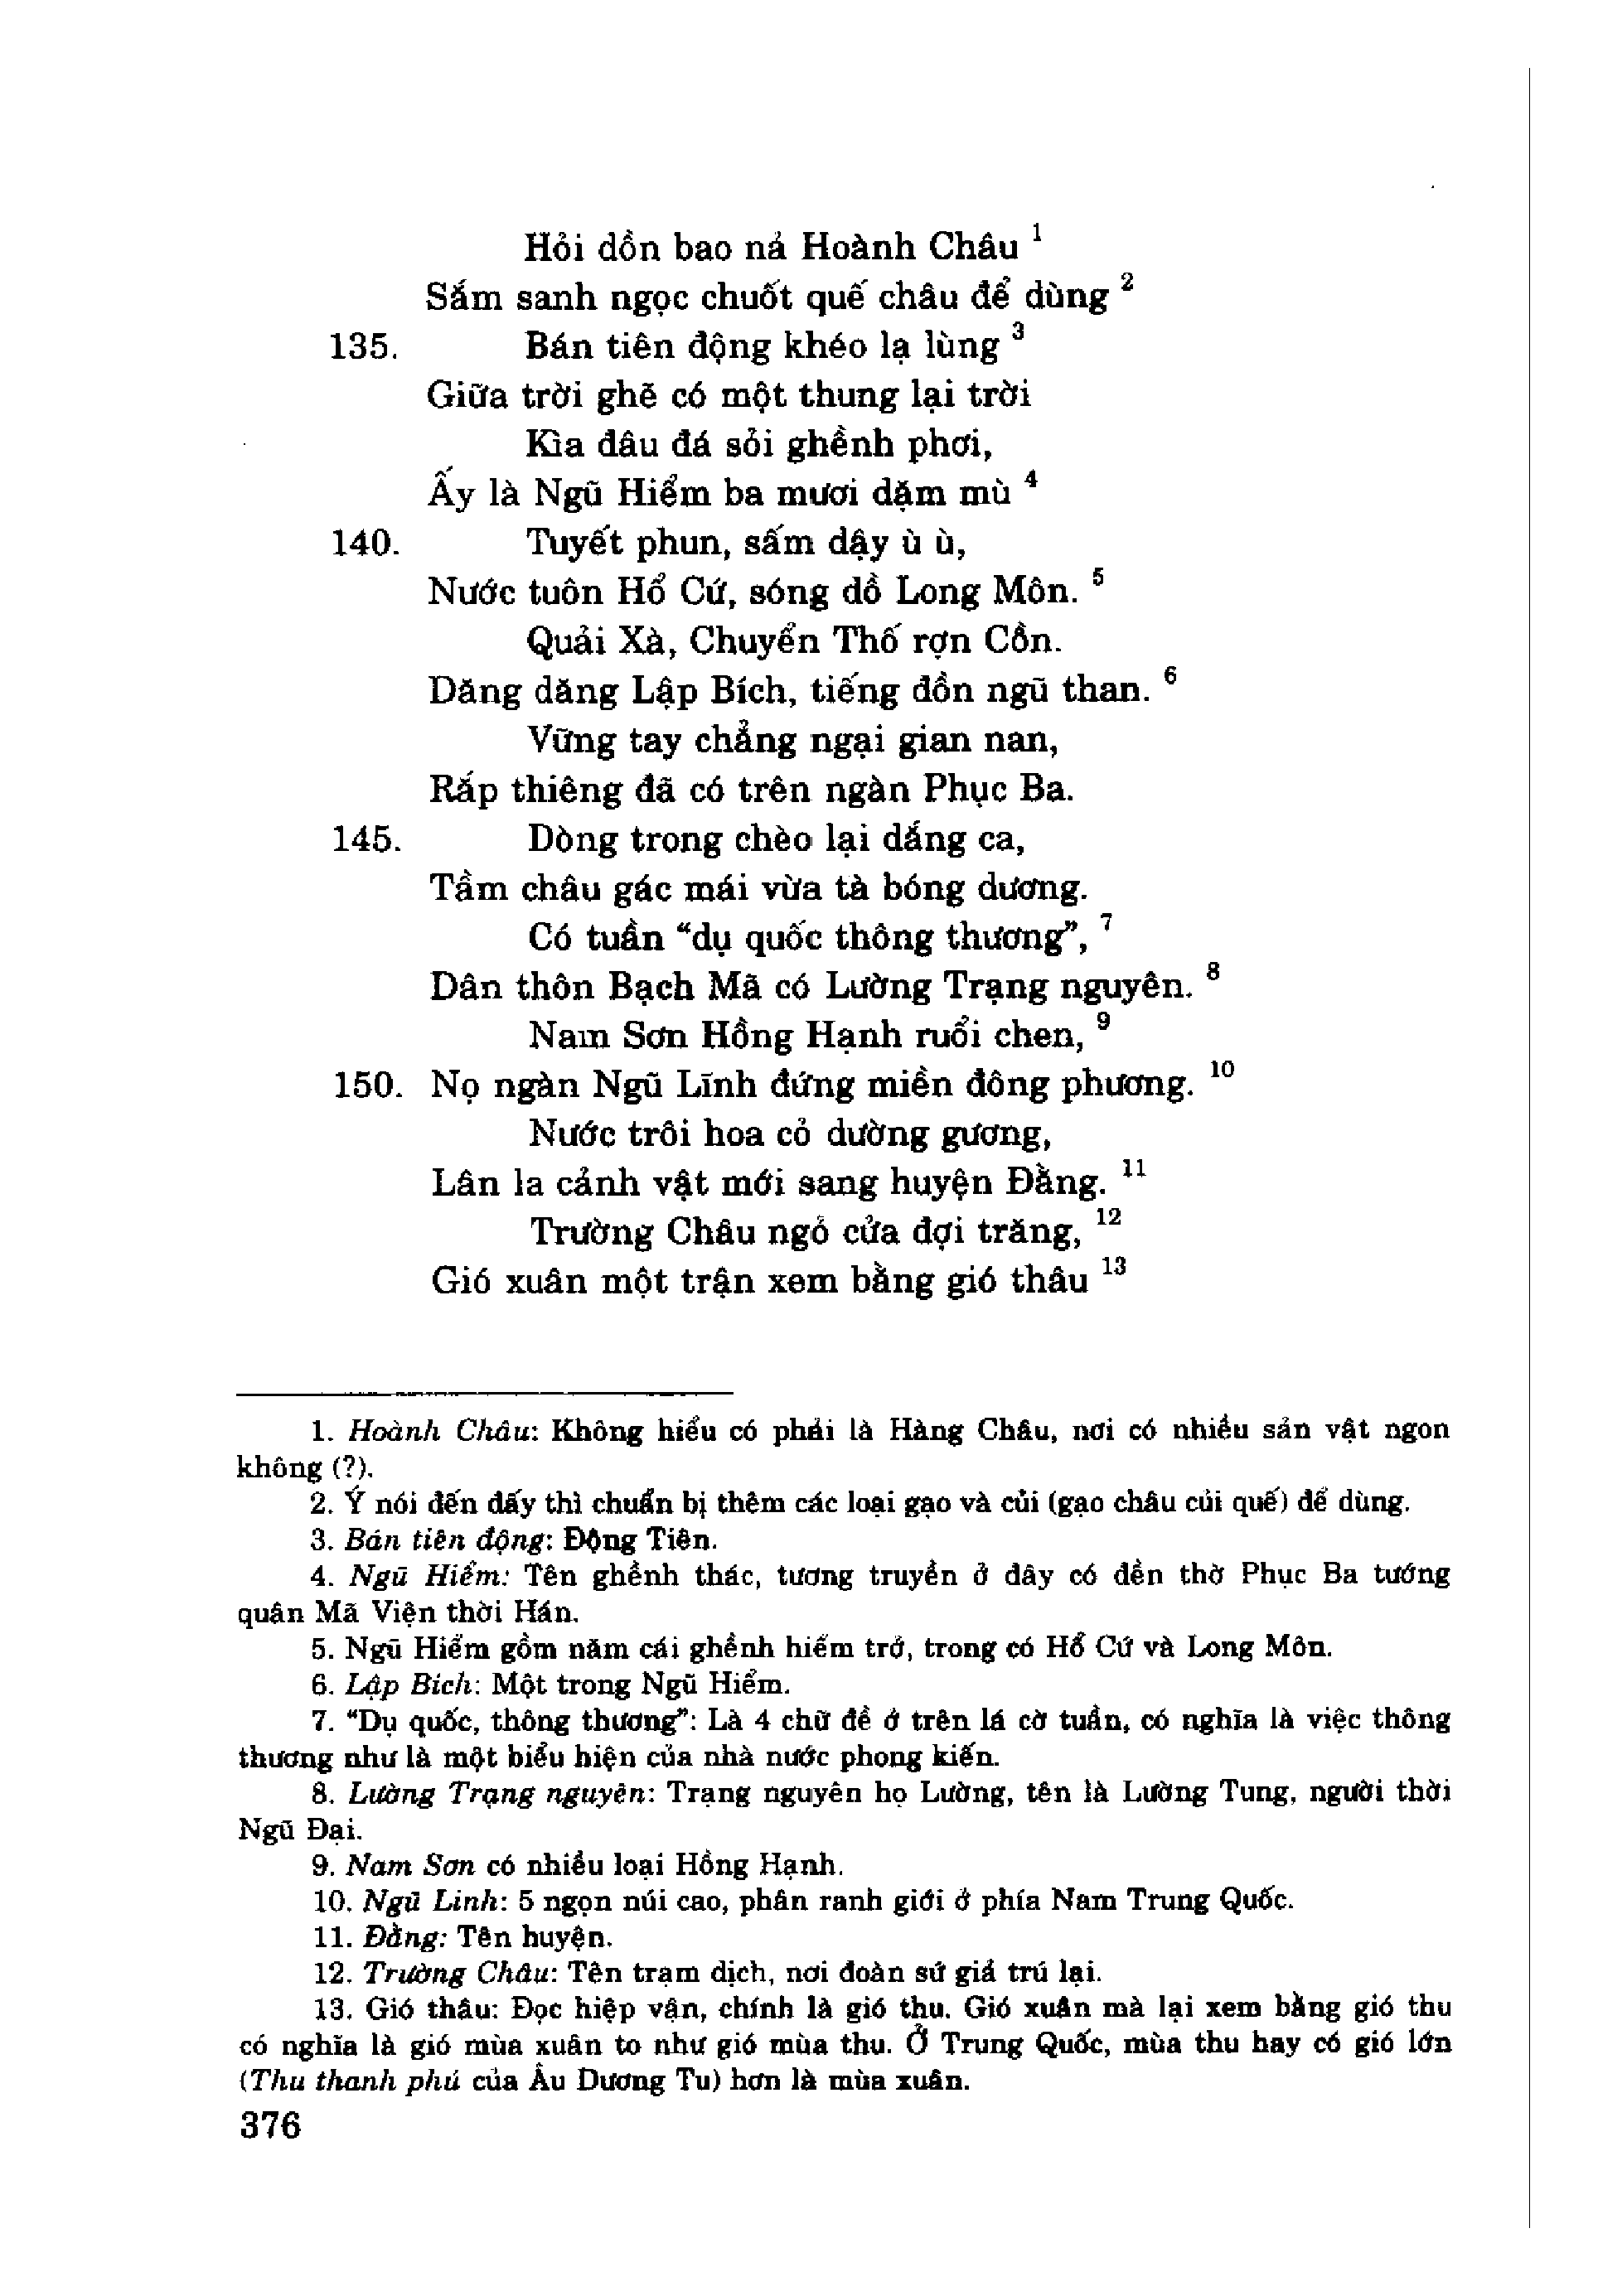 Hỏi dồn bao nả Hoành Châu ¹
Sắm sanh ngọc chuốt quế châu để dùng ²
135. Bán tiên động khéo lạ lùng ³
Giữa trời ghẽ có một thung lại trời
Kìa đâu đá sỏi ghềnh phơi,
Ấy là Ngũ Hiểm ba mươi dặm mù ⁴
140. Tuyết phun, sấm dậy ù ù,
Nước tuôn Hổ Cứ, sóng dồ Long Môn. ⁵
Quải Xà, Chuyển Thố rợn Cồn.
Dăng dăng Lập Bích, tiếng đồn ngũ than. ⁶
Vững tay chẳng ngại gian nan,
Rắp thiêng đã có trên ngàn Phục Ba.
145. Dòng trong chèo lại dắng ca,
Tầm châu gác mái vừa tà bóng dương.
Có tuần “dụ quốc thông thương”, ⁷
Dân thôn Bạch Mã có Lường Trạng nguyên. ⁸
Nam Sơn Hồng Hạnh ruổi chen, ⁹
150. Nọ ngàn Ngũ Lĩnh đứng miền đông phương. ¹⁰
Nước trôi hoa cỏ dường gương,
Lân la cảnh vật mới sang huyện Đằng. ¹¹
Trường Châu ngỏ cửa đợi trăng, ¹²
Gió xuân một trận xem bằng gió thâu ¹³
1. Hoành Châu: Không hiểu có phải là Hàng Châu, nơi có nhiều sản vật ngon
không (?).
2. Ý nói đến đấy thì chuẩn bị thêm các loại gạo và củi (gạo châu củi quế) để dùng.
3. Bán tiên động: Động Tiên.
4. Ngũ Hiểm: Tên ghềnh thác, tương truyền ở đây có đền thờ Phục Ba tướng
quân Mã Viện thời Hán.
5. Ngũ Hiểm gồm năm cái ghềnh hiểm trở, trong có Hổ Cứ và Long Môn.
6. Lập Bích: Một trong Ngũ Hiểm.
7. “Dụ quốc, thông thương”: Là 4 chữ đề ở trên lá cờ tuần, có nghĩa là việc thông
thương như là một biểu hiện của nhà nước phong kiến.
8. Lường Trạng nguyên: Trạng nguyên họ Lường, tên là Lường Tung, người thời
Ngũ Đại.
9. Nam Sơn có nhiều loại Hồng Hạnh.
10. Ngũ Linh: 5 ngọn núi cao, phân ranh giới ở phía Nam Trung Quốc.
11. Đằng: Tên huyện.
12. Trường Châu: Tên trạm dịch, nơi đoàn sứ giả trú lại.
13. Gió thâu: Đọc hiệp vận, chính là gió thu. Gió xuân mà lại xem bằng gió thu
có nghĩa là gió mùa xuân to như gió mùa thu. Ở Trung Quốc, mùa thu hay có gió lớn
(Thu thanh phú của Âu Dương Tu) hơn là mùa xuân.
376